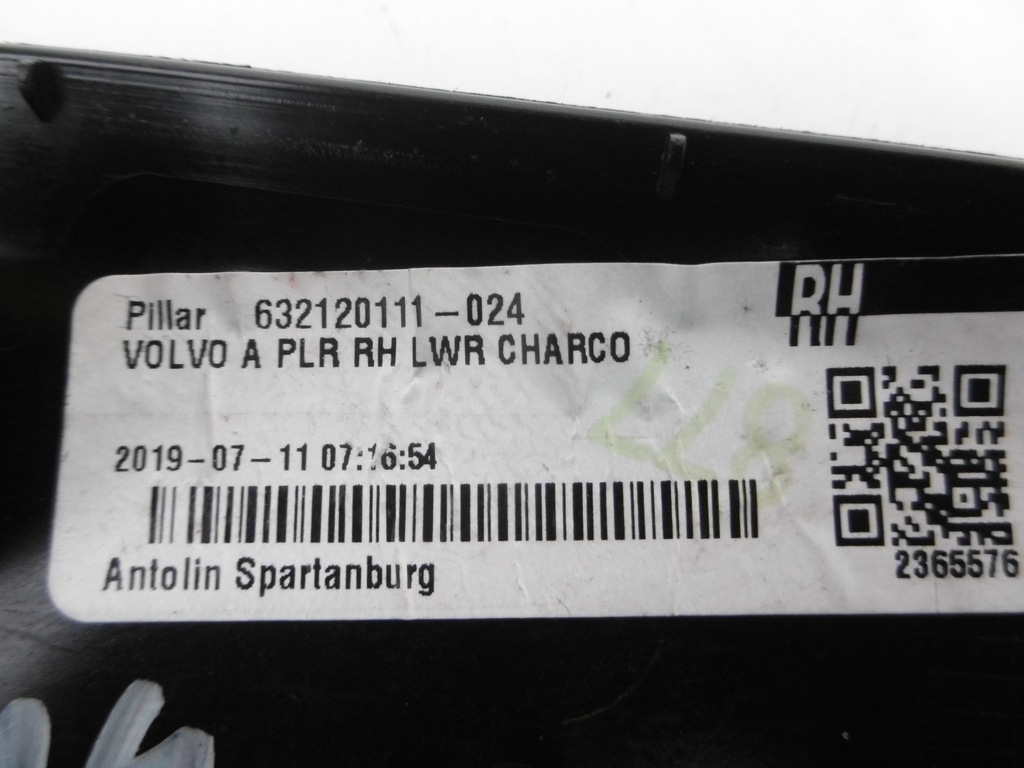 Pillar 632120111-024
RH
VOLVO A PLR RH LWR CHARCO
2019-07-11 07:16:54
Antolin Spartanburg
2365576